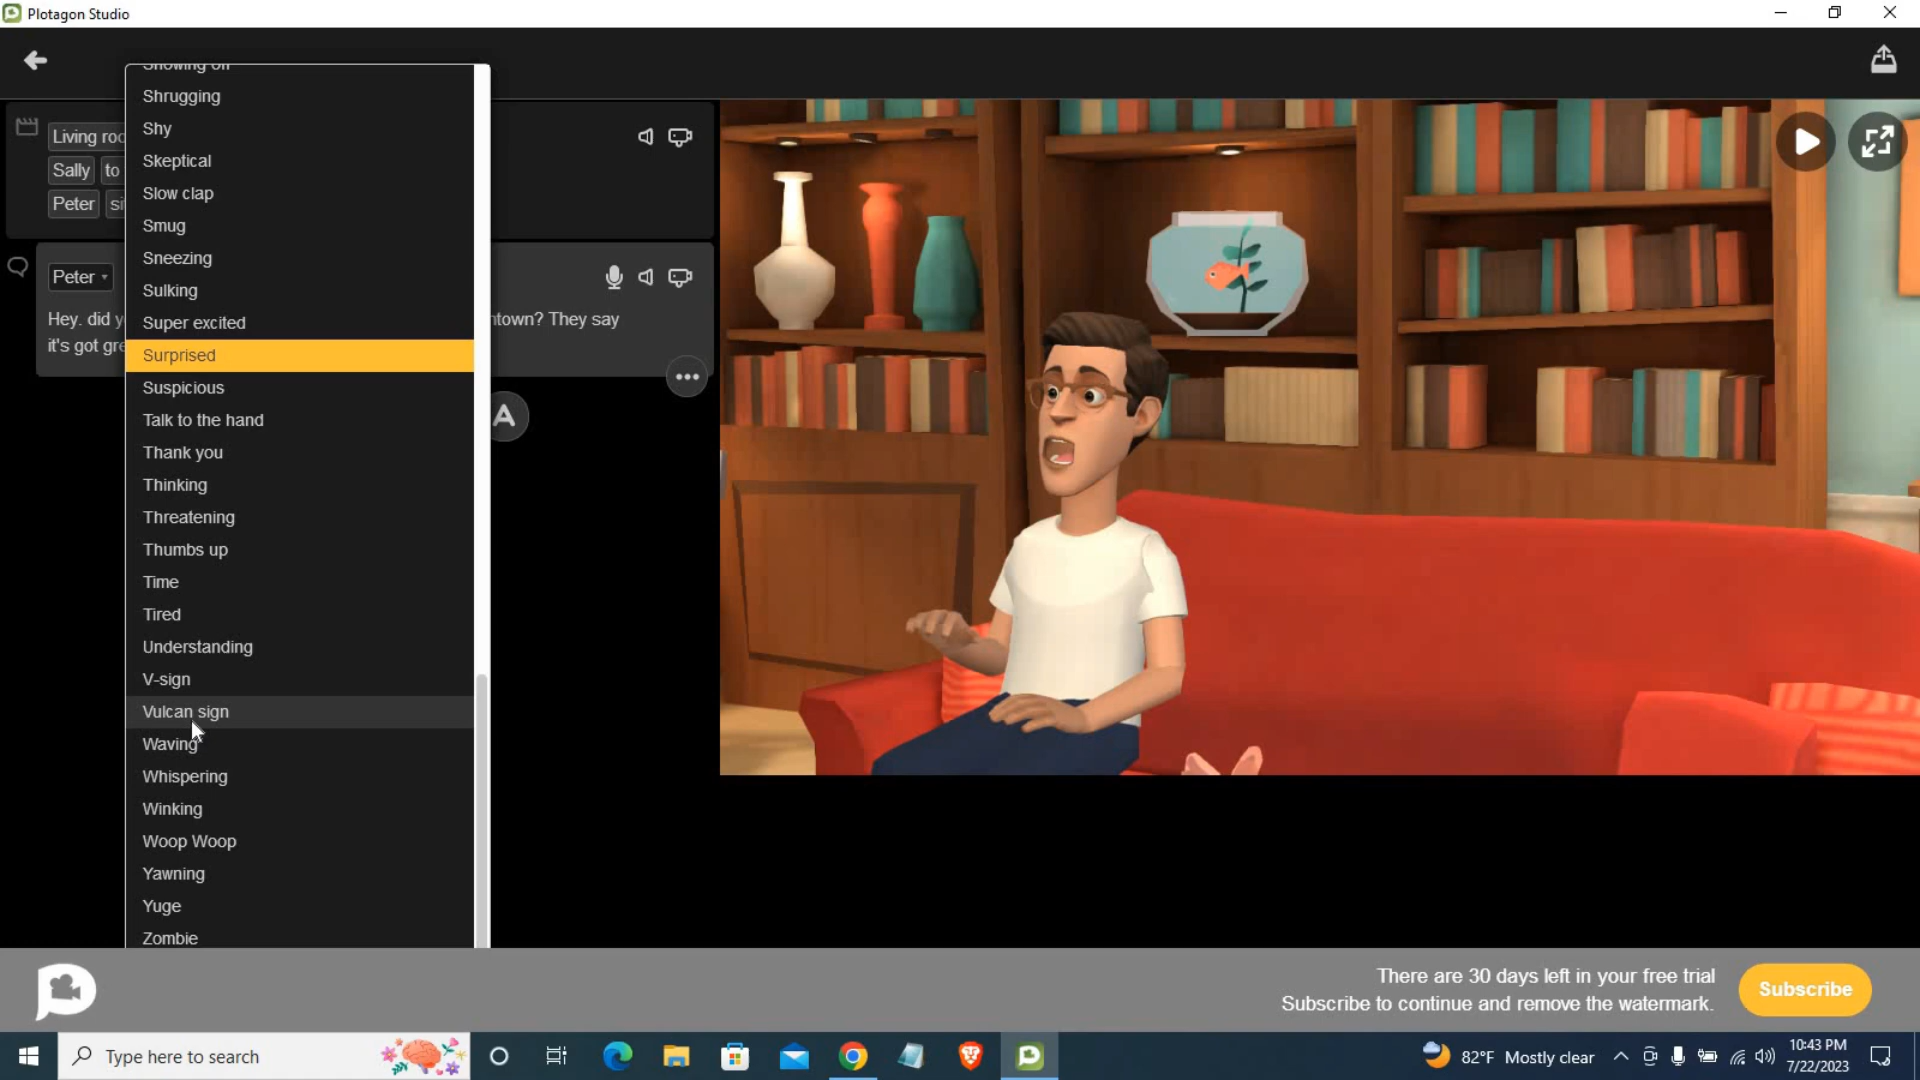 Plotagon Studio
Showing off
Shrugging
Shy
Skeptical
Slow clap
Smug
Sneezing
Sulking
Super excited
Surprised
Suspicious
Talk to the hand
Thank you
Thinking
Threatening
Thumbs up
Time
Tired
Understanding
V-sign
Vulcan sign
Waving
Whispering
Winking
Woop Woop
Yawning
Yuge
Zombie
Living roo
Sally to
Peter si
Peter
Hey. did y ntown? They say
it's got gre
A
There are 30 days left in your free trial
Subscribe to continue and remove the watermark.
Subscribe
Type here to search
82°F Mostly clear
10:43 PM
7/22/2023